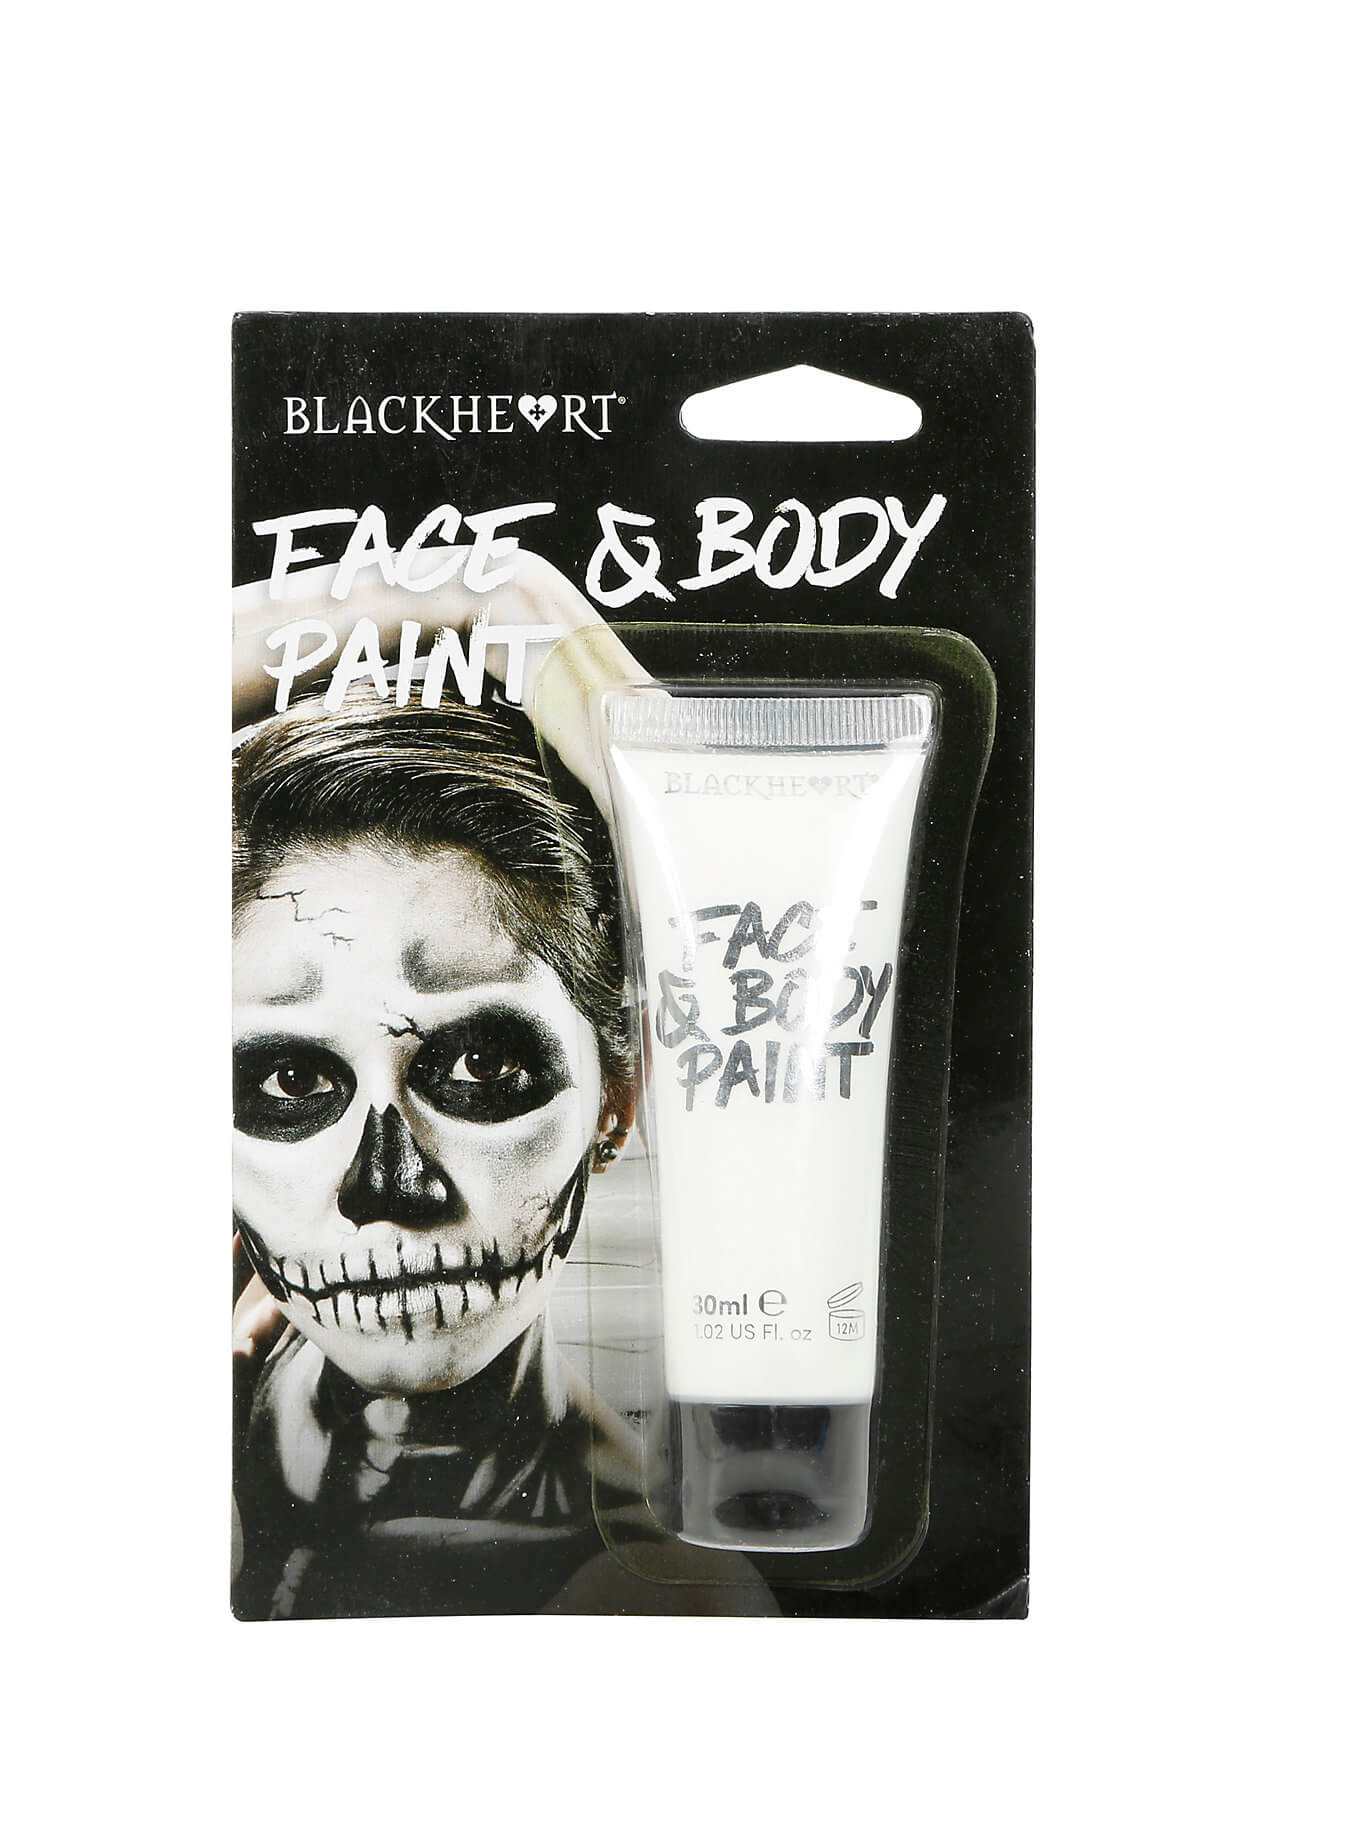 BLACKHEART®
FACE & BODY
PAINT
BLACKHEART®
FACE
& BODY
PAINT
30ml ℮
1.02 US Fl. oz
12M